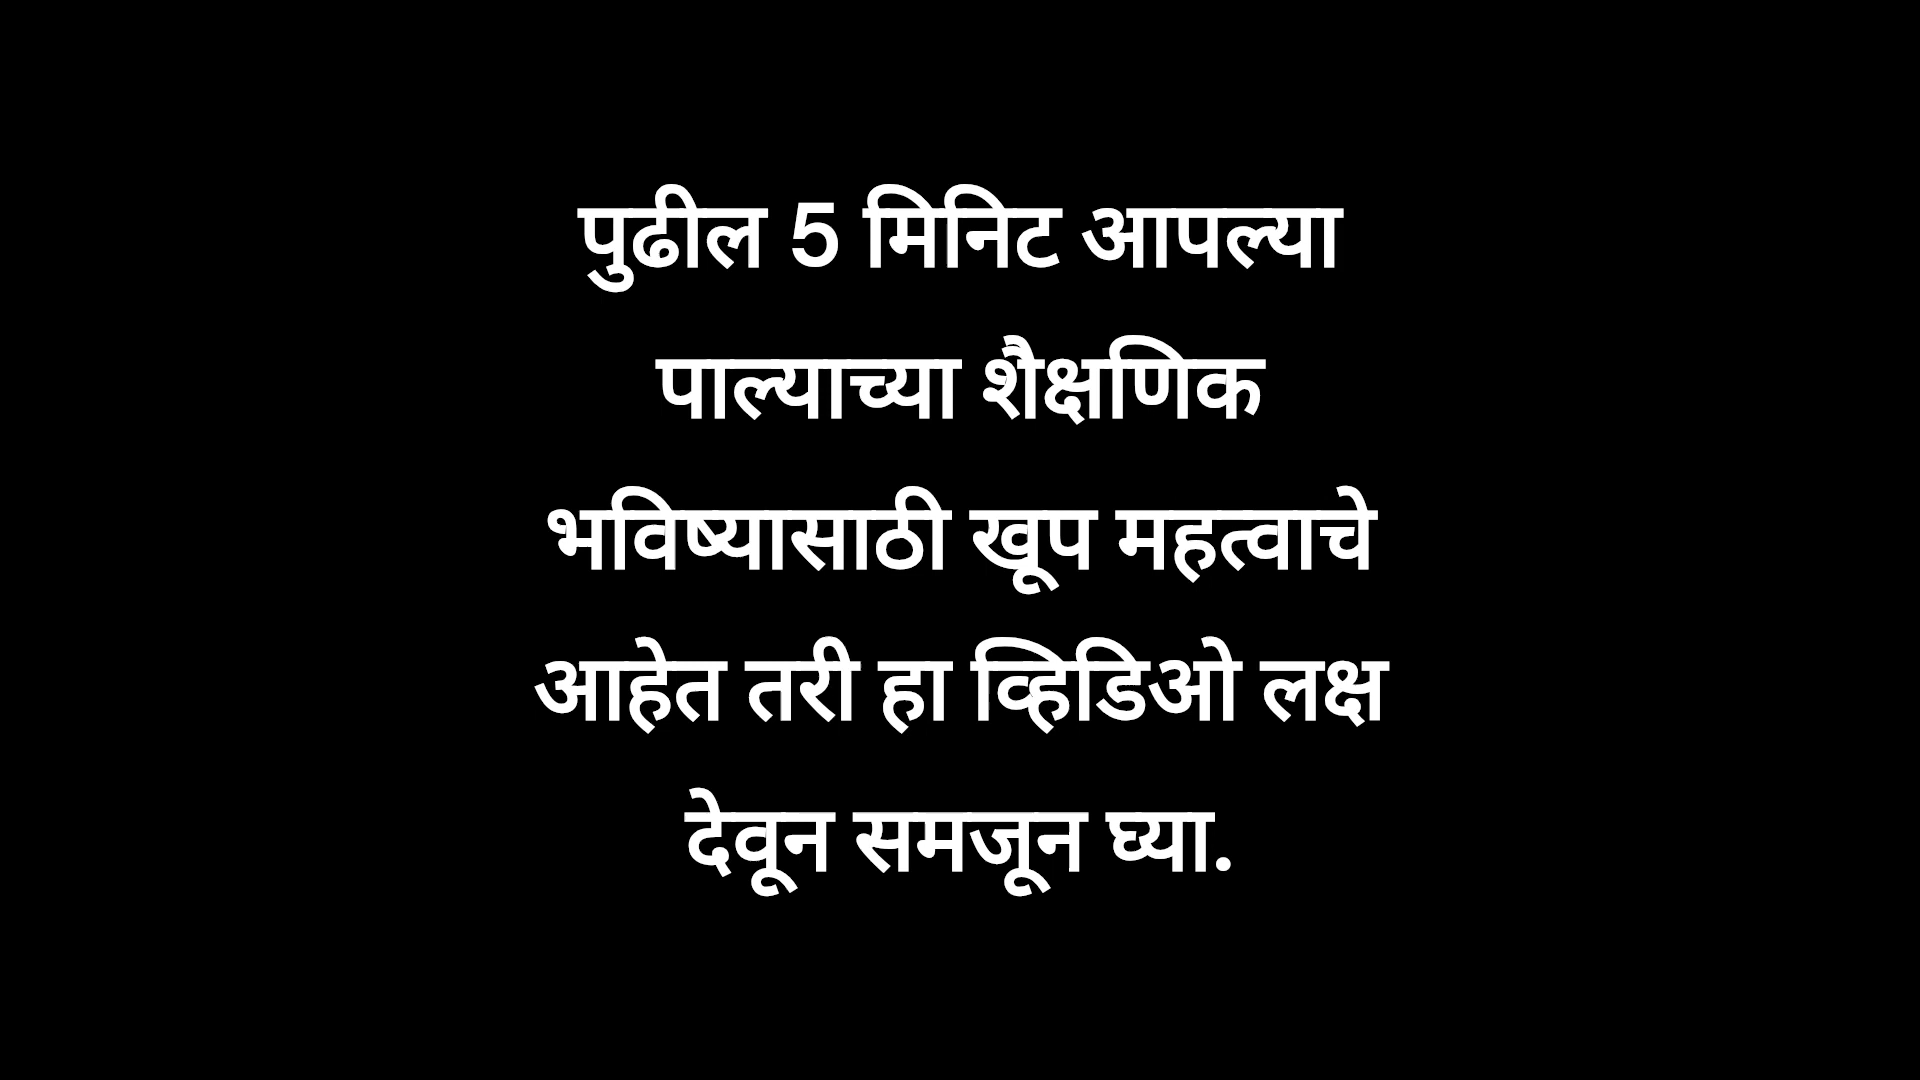 पुढील 5 मिनिट आपल्या
पाल्याच्या शैक्षणिक
भविष्यासाठी खूप महत्वाचे
आहेत तरी हा व्हिडिओ लक्ष
देवून समजून घ्या.